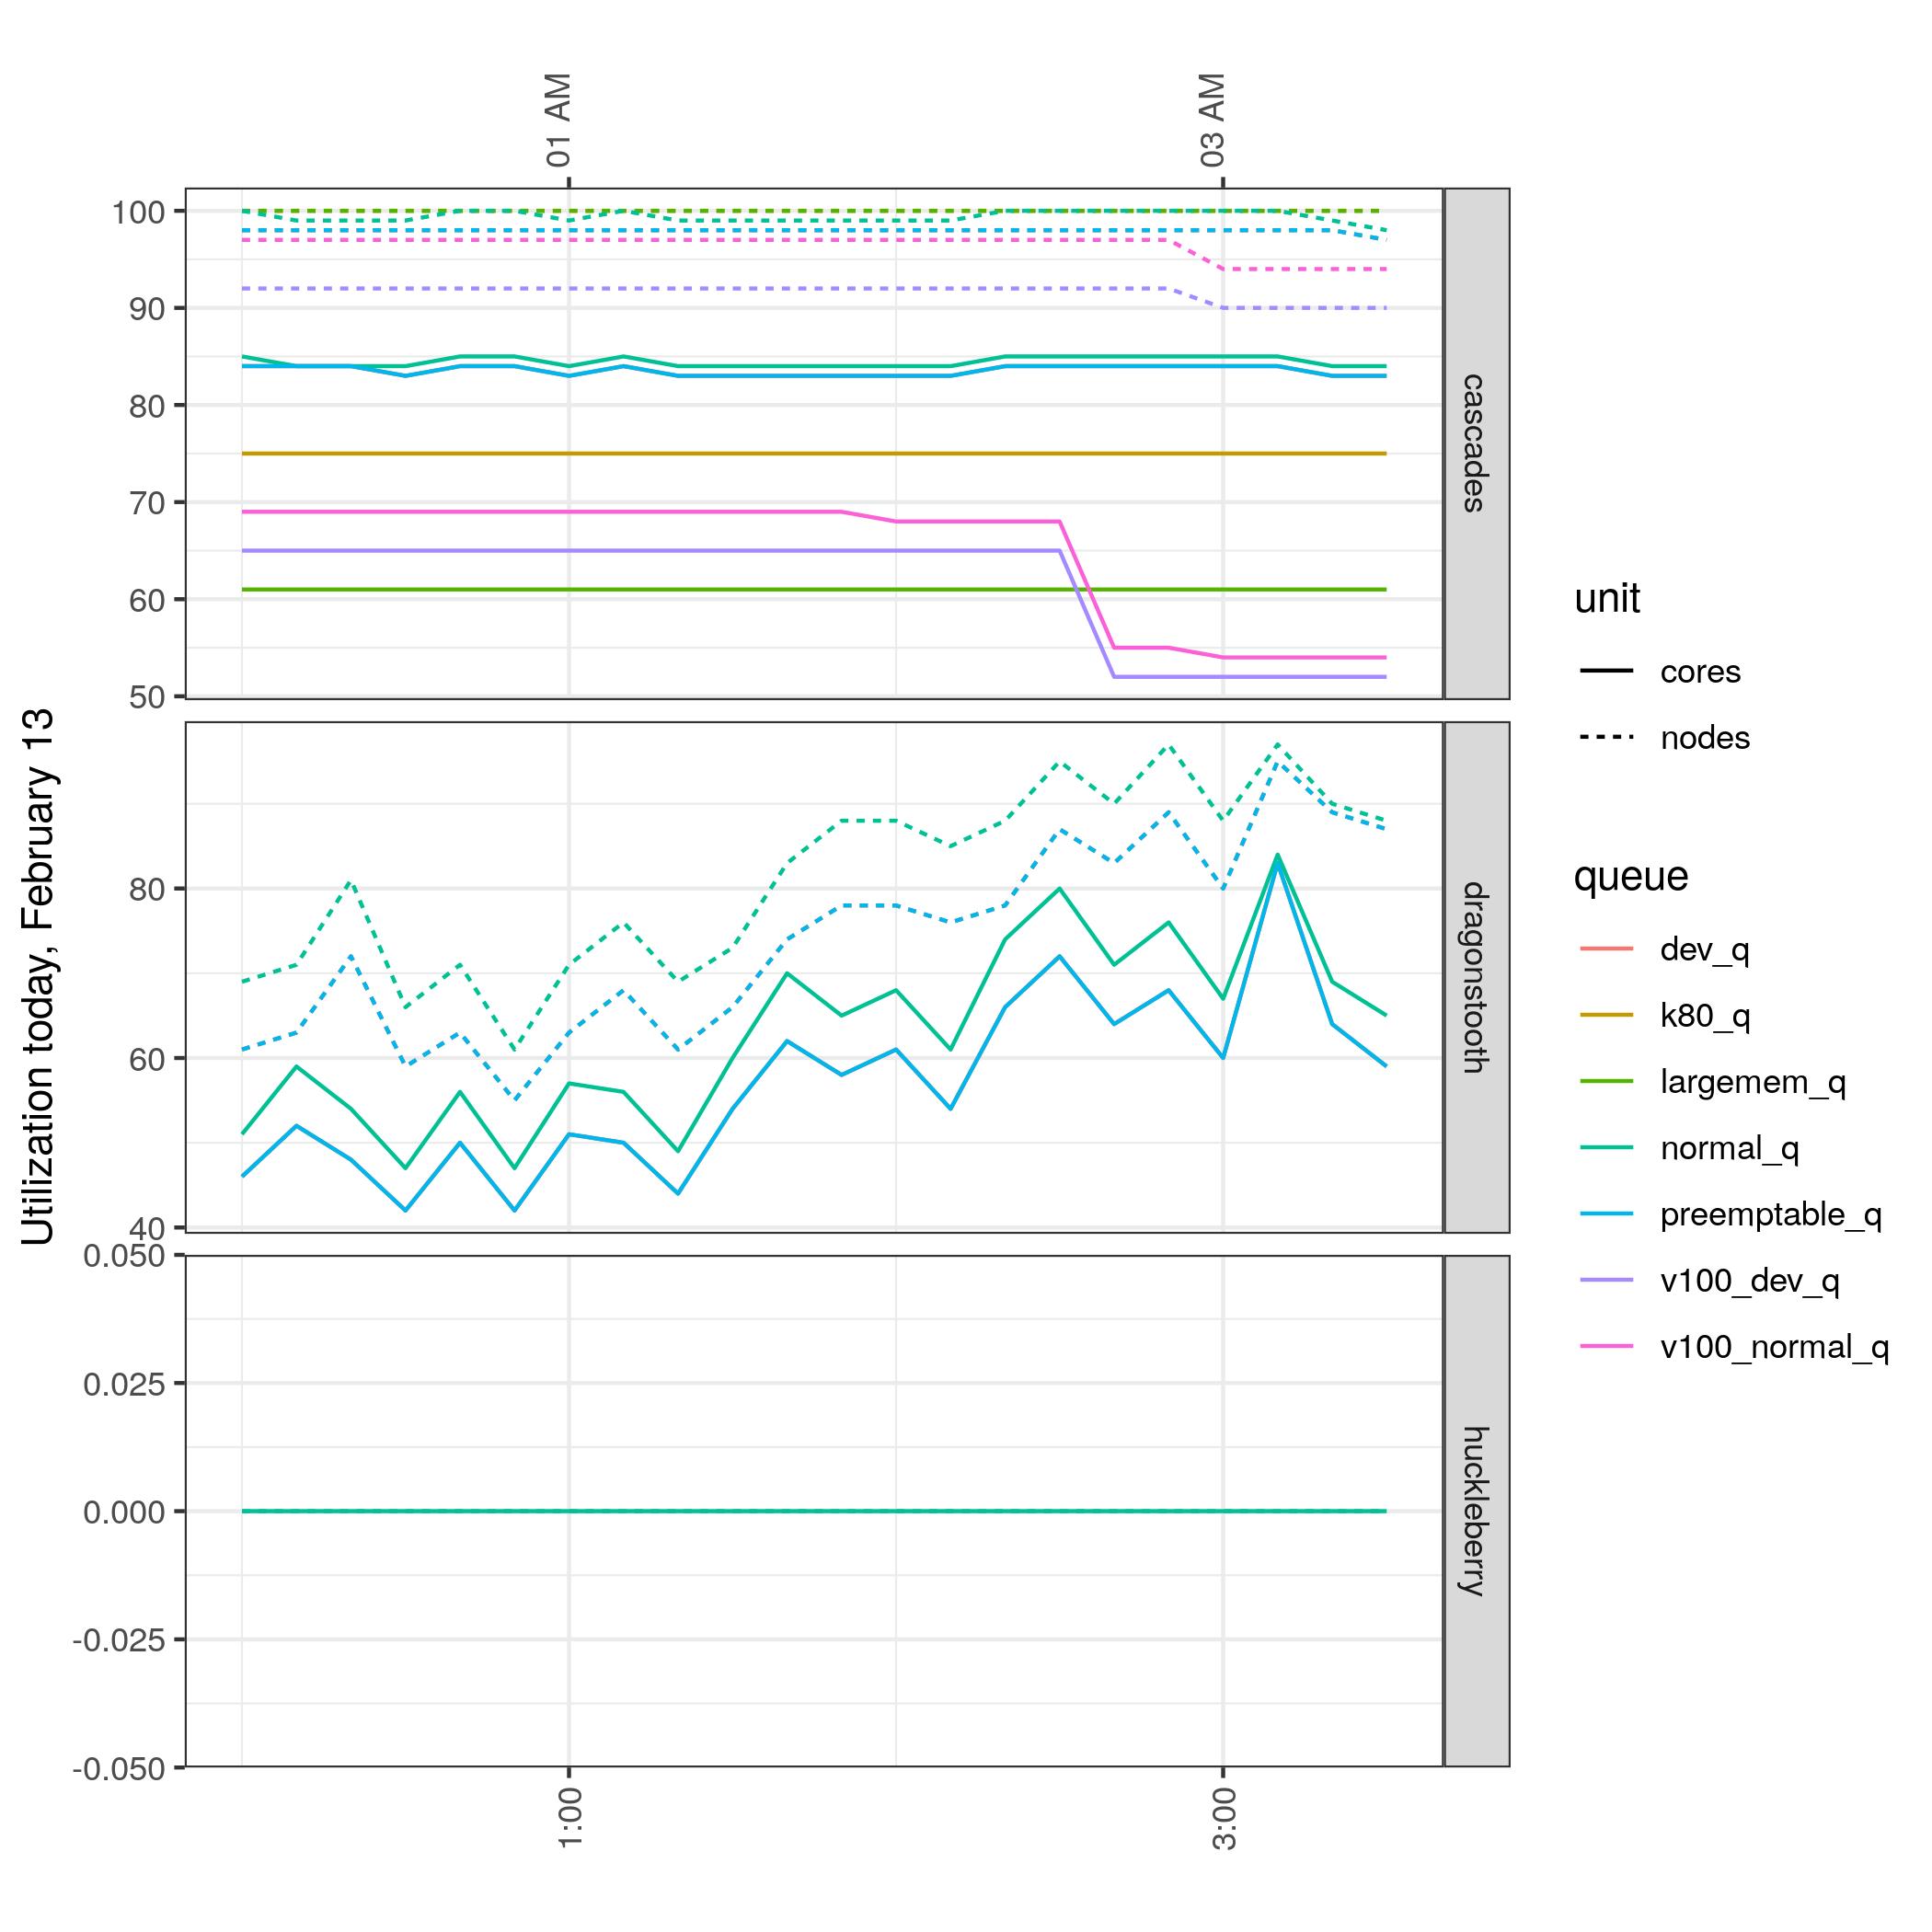 01 AM
03 AM
100
90
80
70
60
50
cascades
80
60
40
dragonstooth
0.050
0.025
0.000
-0.025
-0.050
huckleberry
1:00
3:00
Utilization today, February 13
unit
cores
nodes
queue
dev_q
k80_q
largemem_q
normal_q
preemptable_q
v100_dev_q
v100_normal_q